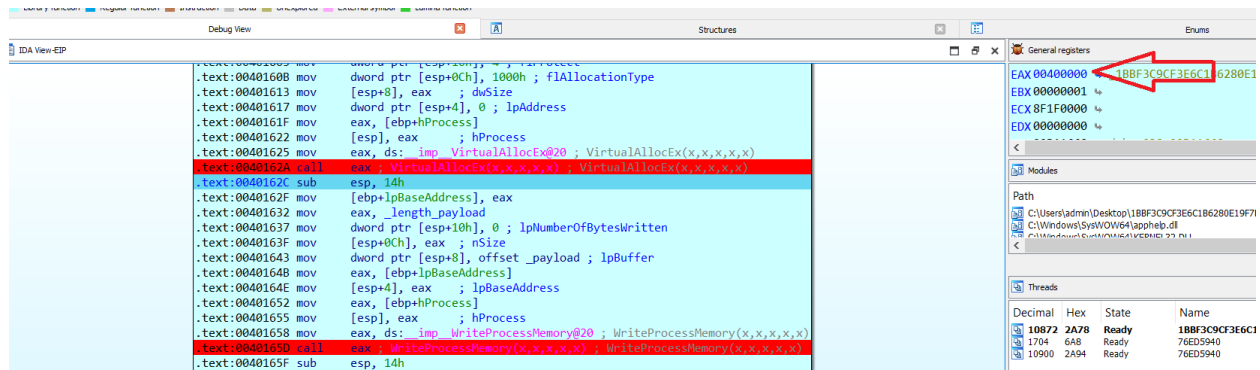 Debug View
Structures
Enums
IDA View-EIP
.text:0040160B mov dword ptr [esp+0Ch], 1000h ; flAllocationType
.text:00401613 mov [esp+8], eax ; dwSize
.text:00401617 mov dword ptr [esp+4], 0 ; lpAddress
.text:0040161F mov eax, [ebp+hProcess]
.text:00401622 mov [esp], eax ; hProcess
.text:00401625 mov eax, ds:__imp__VirtualAllocEx@20 ; VirtualAllocEx(x,x,x,x,x)
.text:0040162A call eax ; VirtualAllocEx(x,x,x,x,x) ; VirtualAllocEx(x,x,x,x,x)
.text:0040162C sub esp, 14h
.text:0040162F mov [ebp+lpBaseAddress], eax
.text:00401632 mov eax, _length_payload
.text:00401637 mov dword ptr [esp+10h], 0 ; lpNumberOfBytesWritten
.text:0040163F mov [esp+0Ch], eax ; nSize
.text:00401643 mov dword ptr [esp+8], offset _payload ; lpBuffer
.text:0040164B mov eax, [ebp+lpBaseAddress]
.text:0040164E mov [esp+4], eax ; lpBaseAddress
.text:00401652 mov eax, [ebp+hProcess]
.text:00401655 mov [esp], eax ; hProcess
.text:00401658 mov eax, ds:__imp__WriteProcessMemory@20 ; WriteProcessMemory(x,x,x,x,x)
.text:0040165D call eax ; WriteProcessMemory(x,x,x,x,x) ; WriteProcessMemory(x,x,x,x,x)
.text:0040165F sub esp, 14h
General registers
EAX 00400000
EBX 00000001
ECX 8F1F0000
EDX 00000000
Modules
Path
C:\Users\admin\Desktop\1BBF3C9CF3E6C1B6280E19F7
C:\Windows\SysWOW64\apphelp.dll
C:\Windows\SysWOW64\KERNEL32.DLL
Threads
Decimal Hex State Name
10872 2A78 Ready 1BBF3C9CF3E6C1
1704 6A8 Ready 76ED5940
10900 2A94 Ready 76ED5940